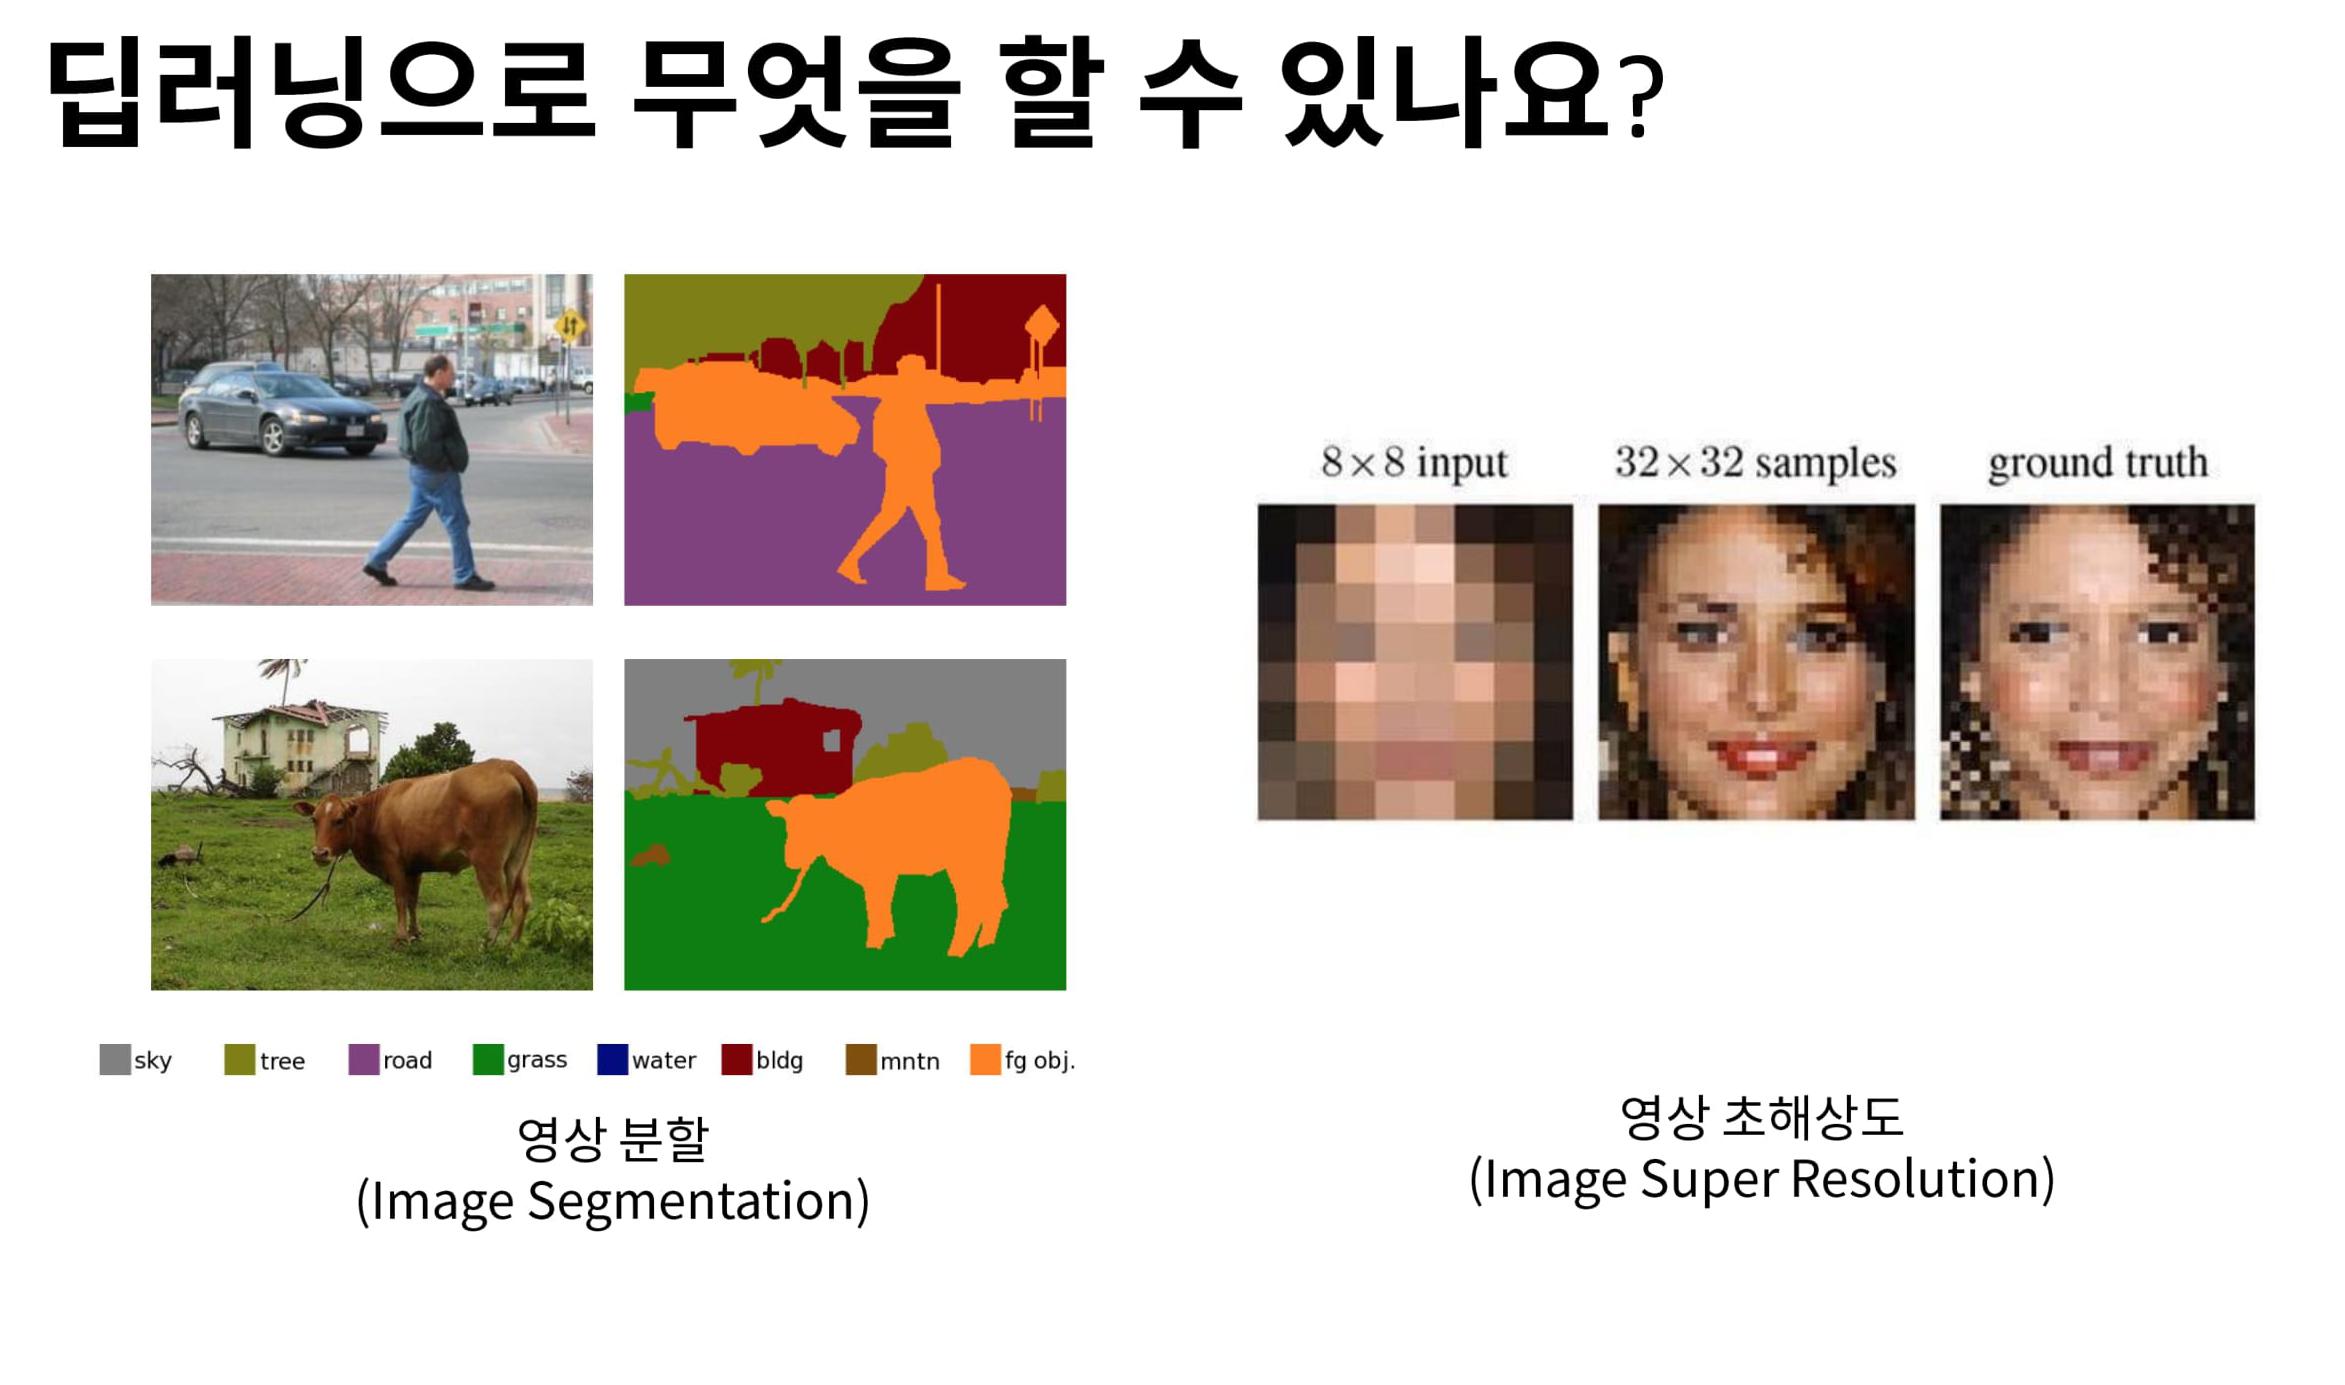 딥러닝으로 무엇을 할 수 있나요?
8×8 input
32×32 samples
ground truth
sky
tree
road
grass
water
bldg
mntn
fg obj.
영상 분할
(Image Segmentation)
영상 초해상도
(Image Super Resolution)